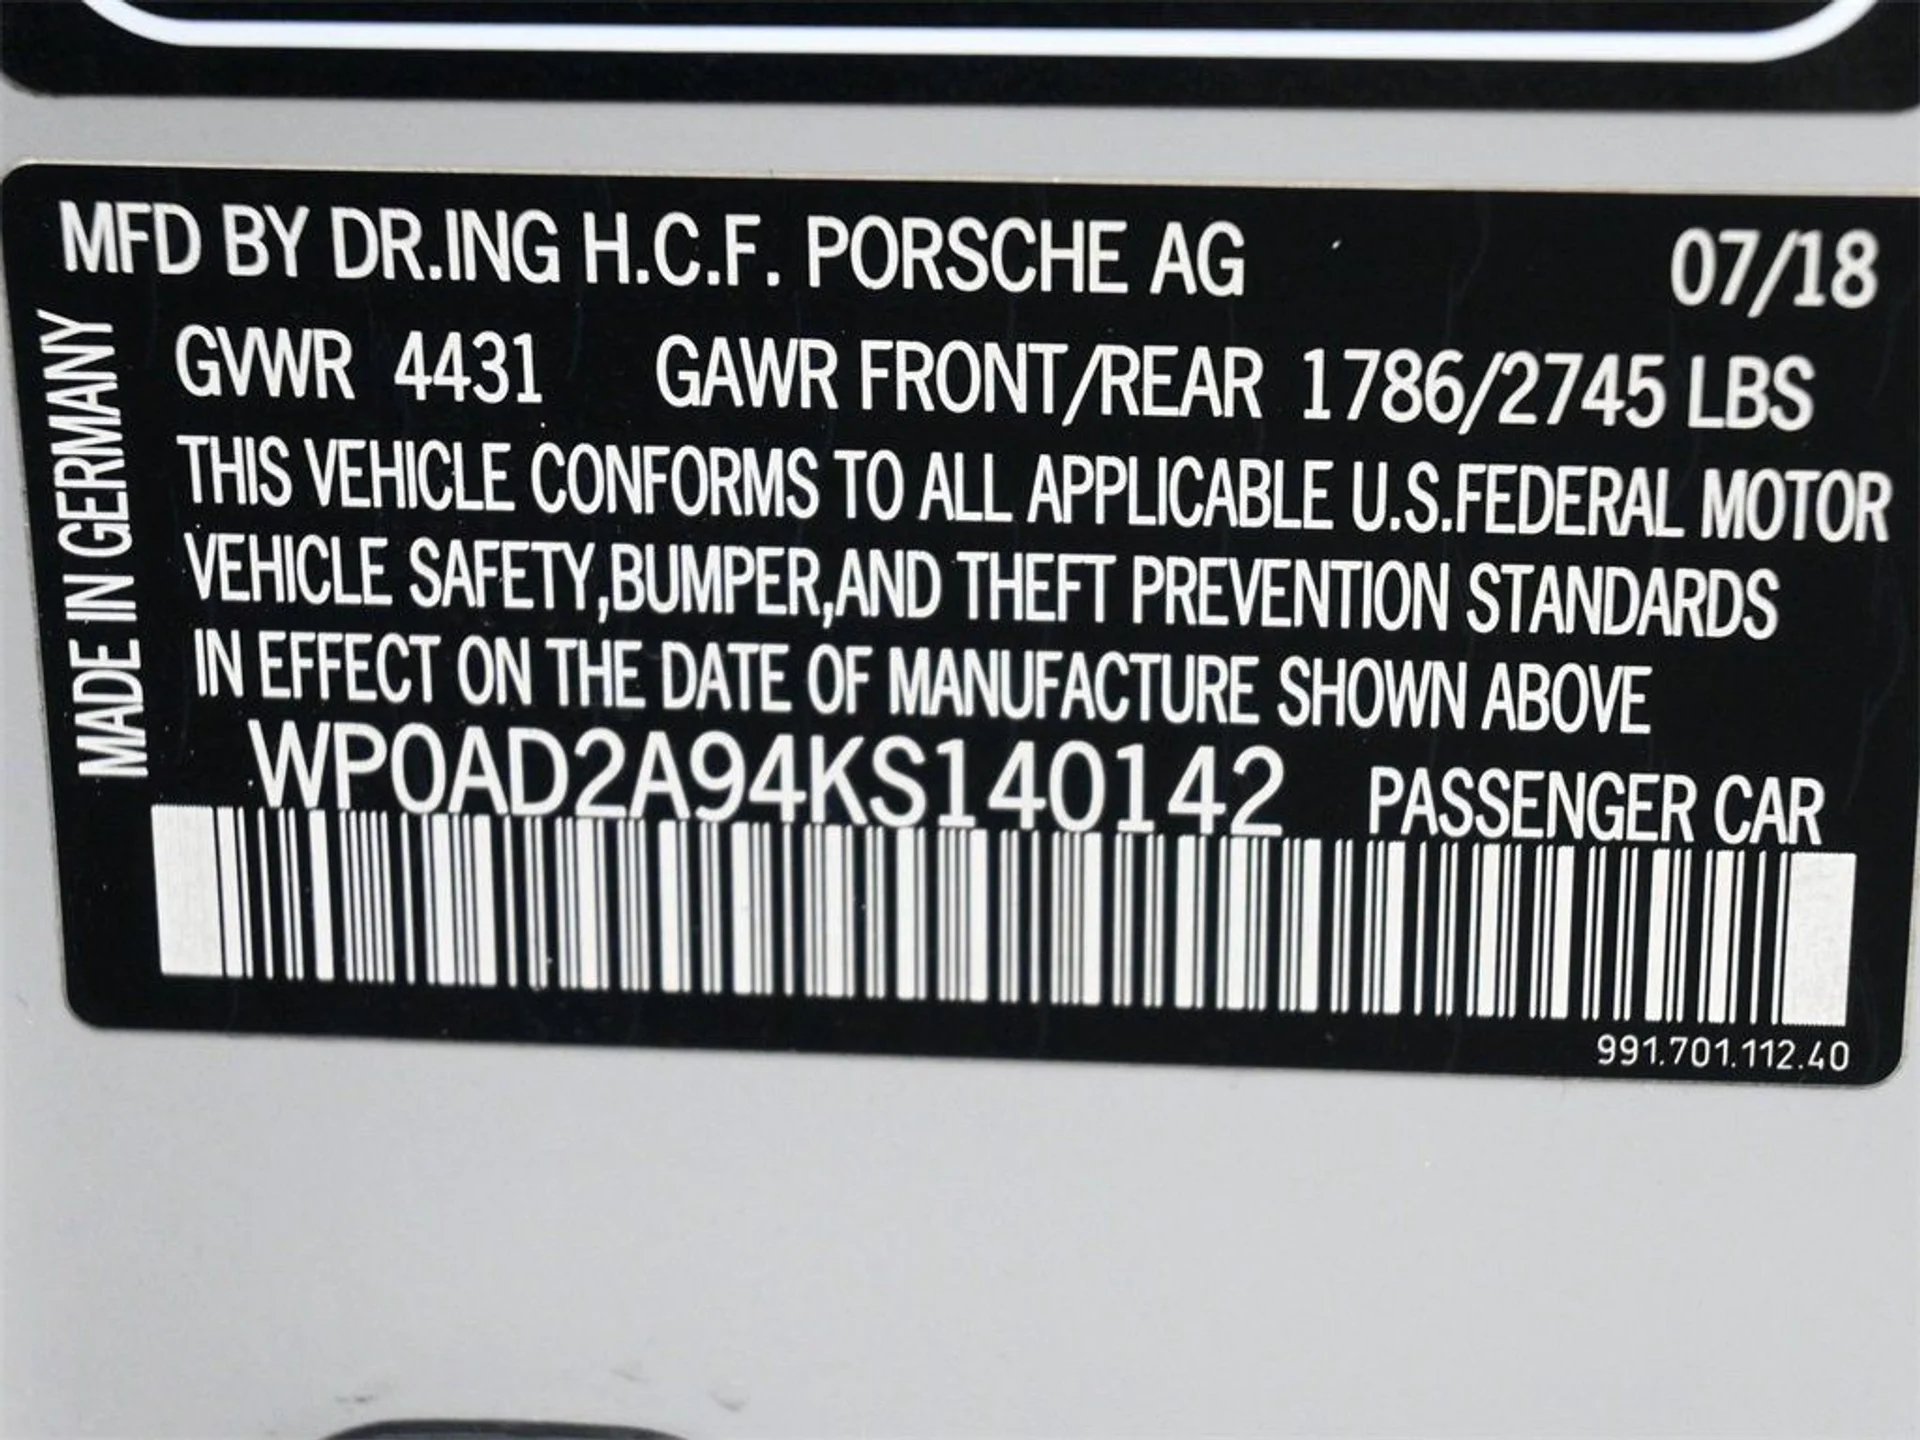 MFD BY DR.ING H.C.F. PORSCHE AG 07/18
MADE IN GERMANY
GVWR 4431 GAWR FRONT/REAR 1786/2745 LBS
THIS VEHICLE CONFORMS TO ALL APPLICABLE U.S.FEDERAL MOTOR
VEHICLE SAFETY,BUMPER,AND THEFT PREVENTION STANDARDS
IN EFFECT ON THE DATE OF MANUFACTURE SHOWN ABOVE
WP0AD2A94KS140142 PASSENGER CAR
991.701.112.40